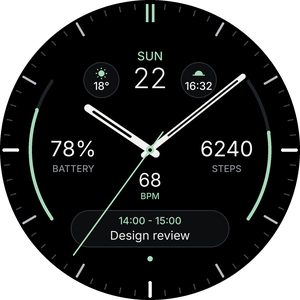 SUN
22
18°
16:32
78%
BATTERY
6240
STEPS
68
BPM
14:00 - 15:00
Design review